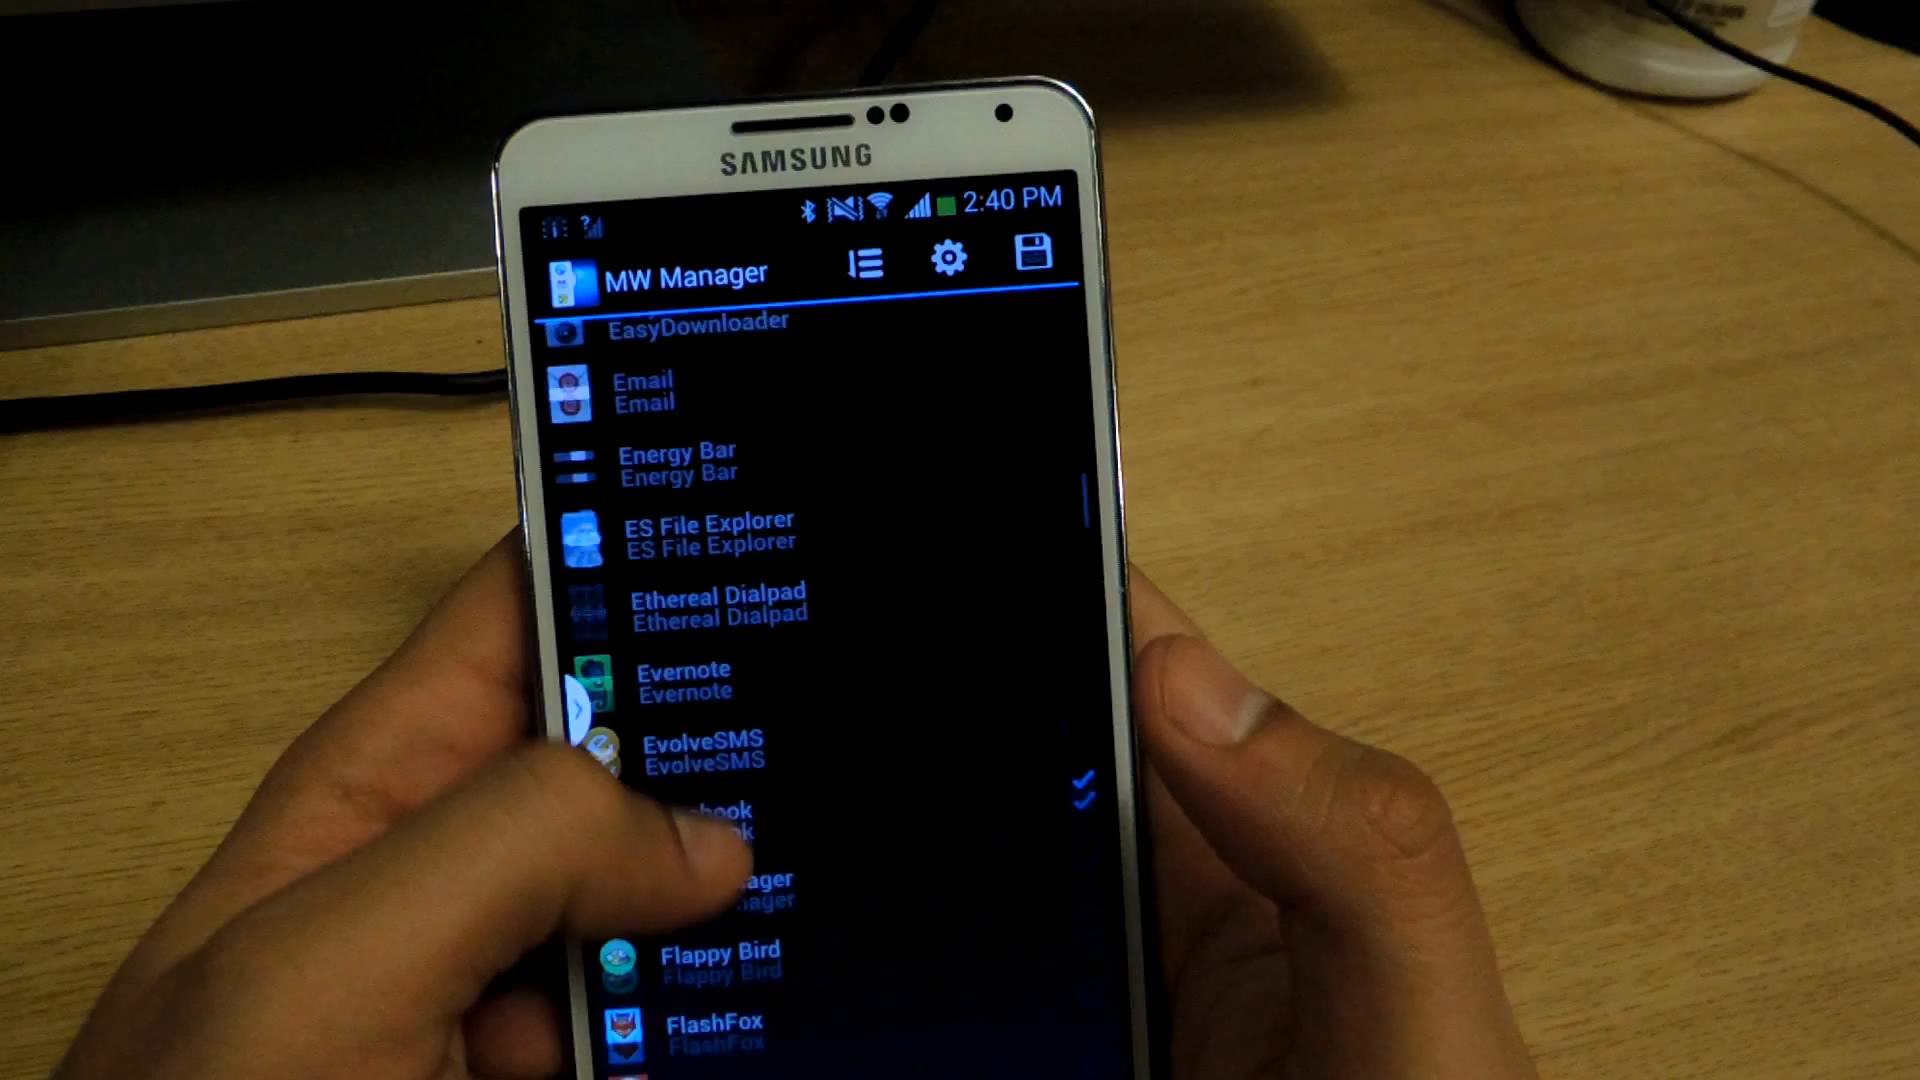 SAMSUNG
2:40 PM
MW Manager
EasyDownloader
Email
Email
Energy Bar
Energy Bar
ES File Explorer
ES File Explorer
Ethereal Dialpad
Ethereal Dialpad
Evernote
Evernote
EvolveSMS
EvolveSMS
Flappy Bird
Flappy Bird
FlashFox
FlashFox